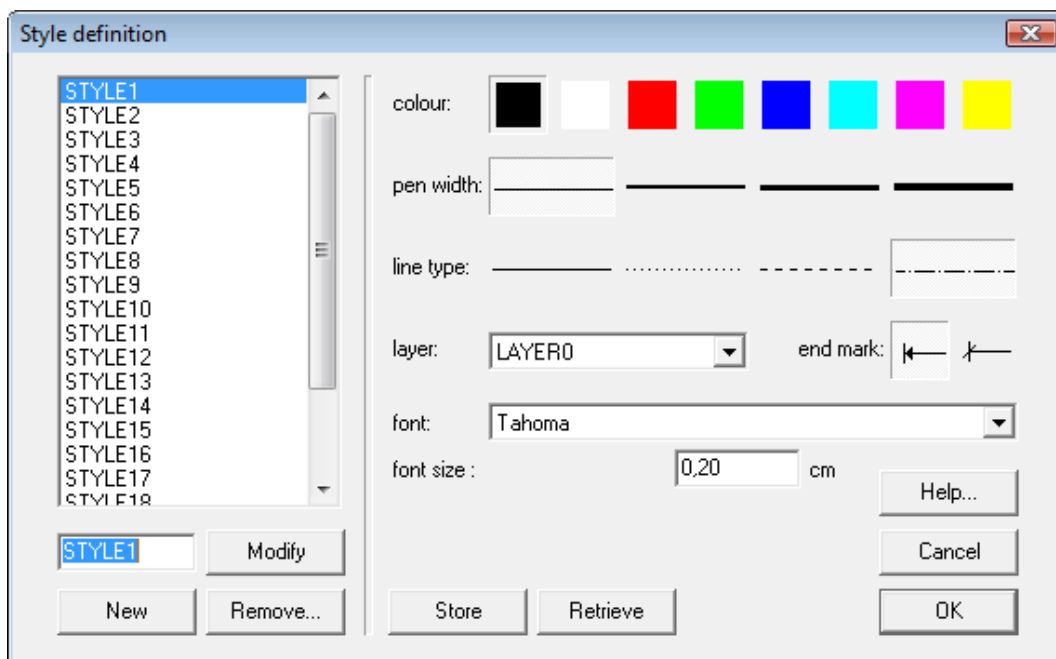 Style definition
STYLE1
STYLE2
STYLE3
STYLE4
STYLE5
STYLE6
STYLE7
STYLE8
STYLE9
STYLE10
STYLE11
STYLE12
STYLE13
STYLE14
STYLE15
STYLE16
STYLE17
STYLE18
STYLE1
Modify
New
Remove...
colour:
pen width:
line type:
layer:
LAYER0
end mark:
font:
Tahoma
font size :
0,20
cm
Help...
Cancel
Store
Retrieve
OK